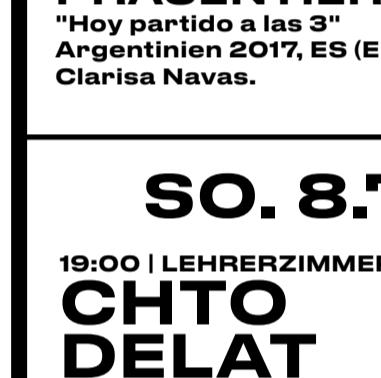 "Hoy partido a las 3"
Argentinien 2017, ES (E
Clarisa Navas.
SO. 8.
19:00 | LEHRERZIMME
CHTO
DELAT